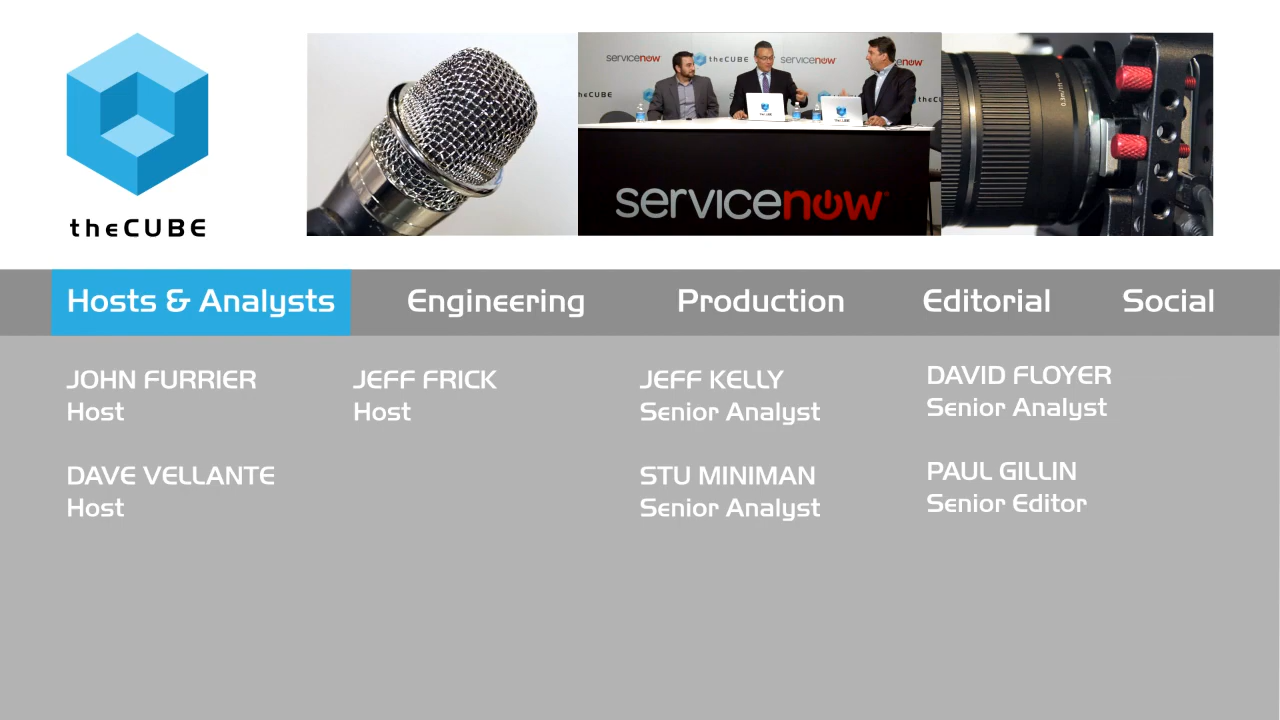 servicenow
theCUBE
servicenow
theCUBE
servicenow
theCUBE
Hosts & Analysts
Engineering
Production
Editorial
Social
JOHN FURRIER
Host
JEFF FRICK
Host
JEFF KELLY
Senior Analyst
DAVID FLOYER
Senior Analyst
DAVE VELLANTE
Host
STU MINIMAN
Senior Analyst
PAUL GILLIN
Senior Editor